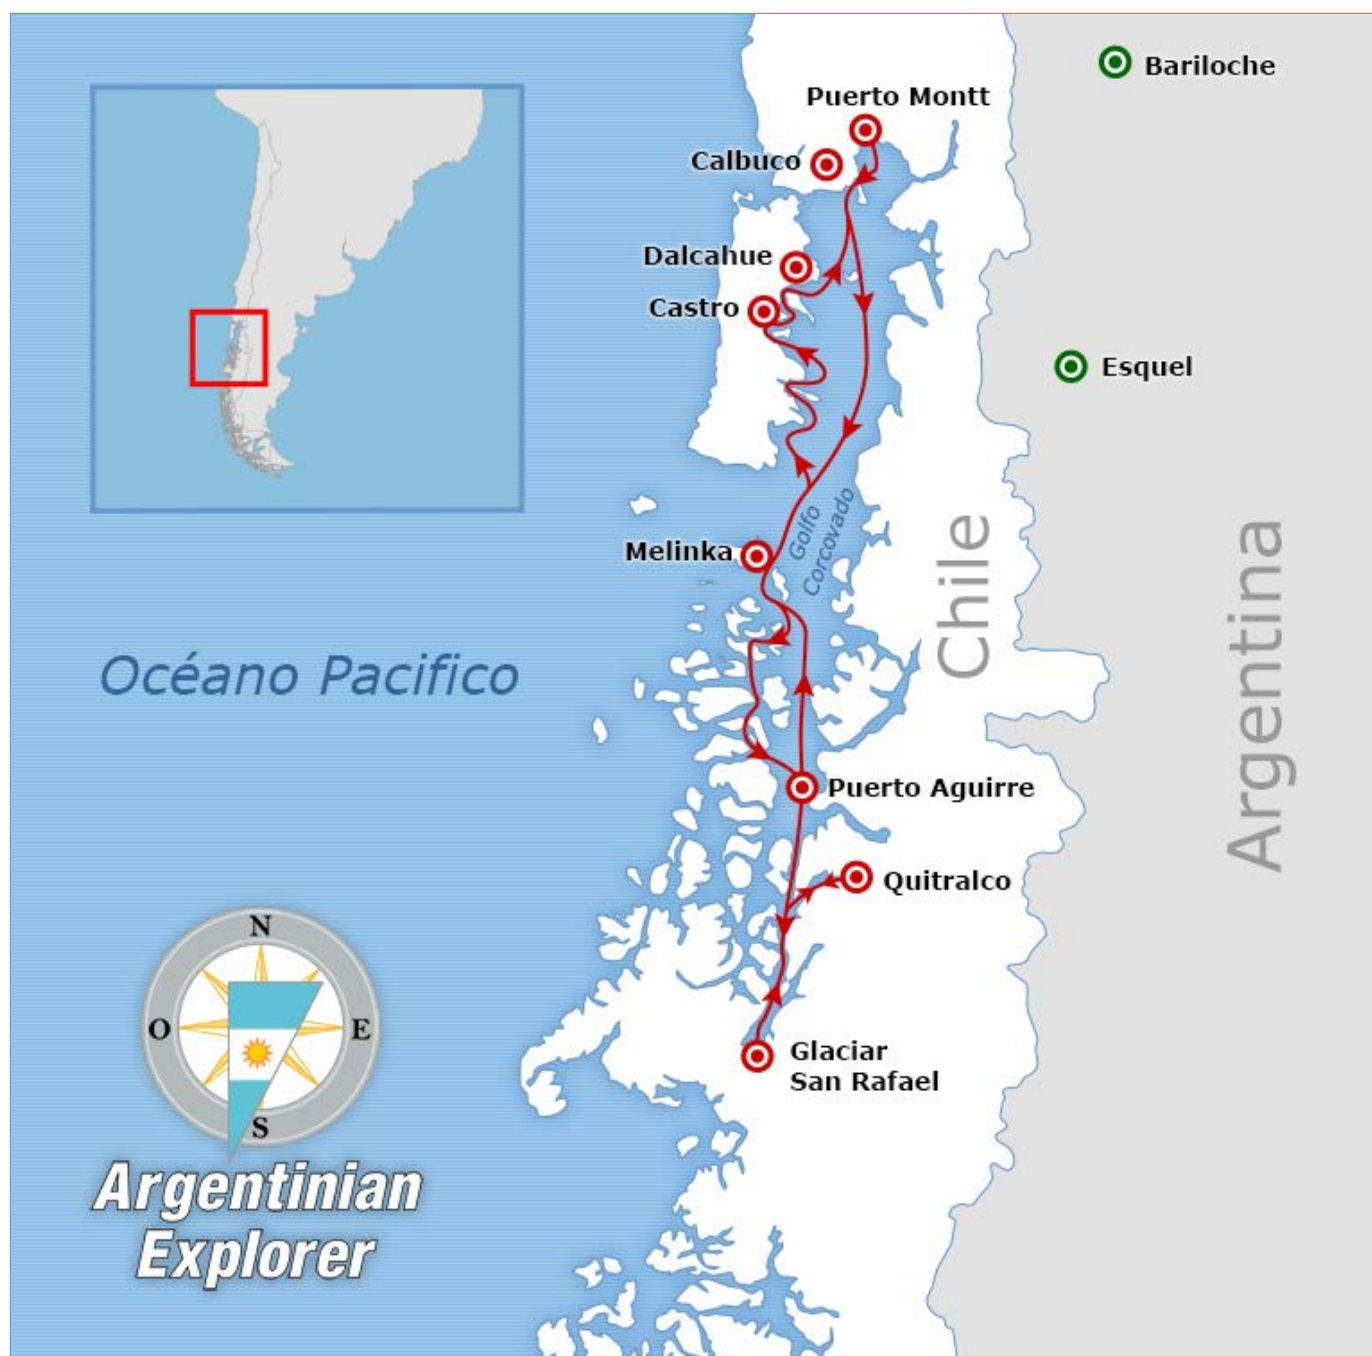 Bariloche
Puerto Montt
Calbuco
Dalcahue
Castro
Esquel
Golfo
Corcovado
Melinka
Chile
Argentina
Océano Pacifico
Puerto Aguirre
Quitralco
N
O
E
S
Glaciar
San Rafael
Argentinian
Explorer